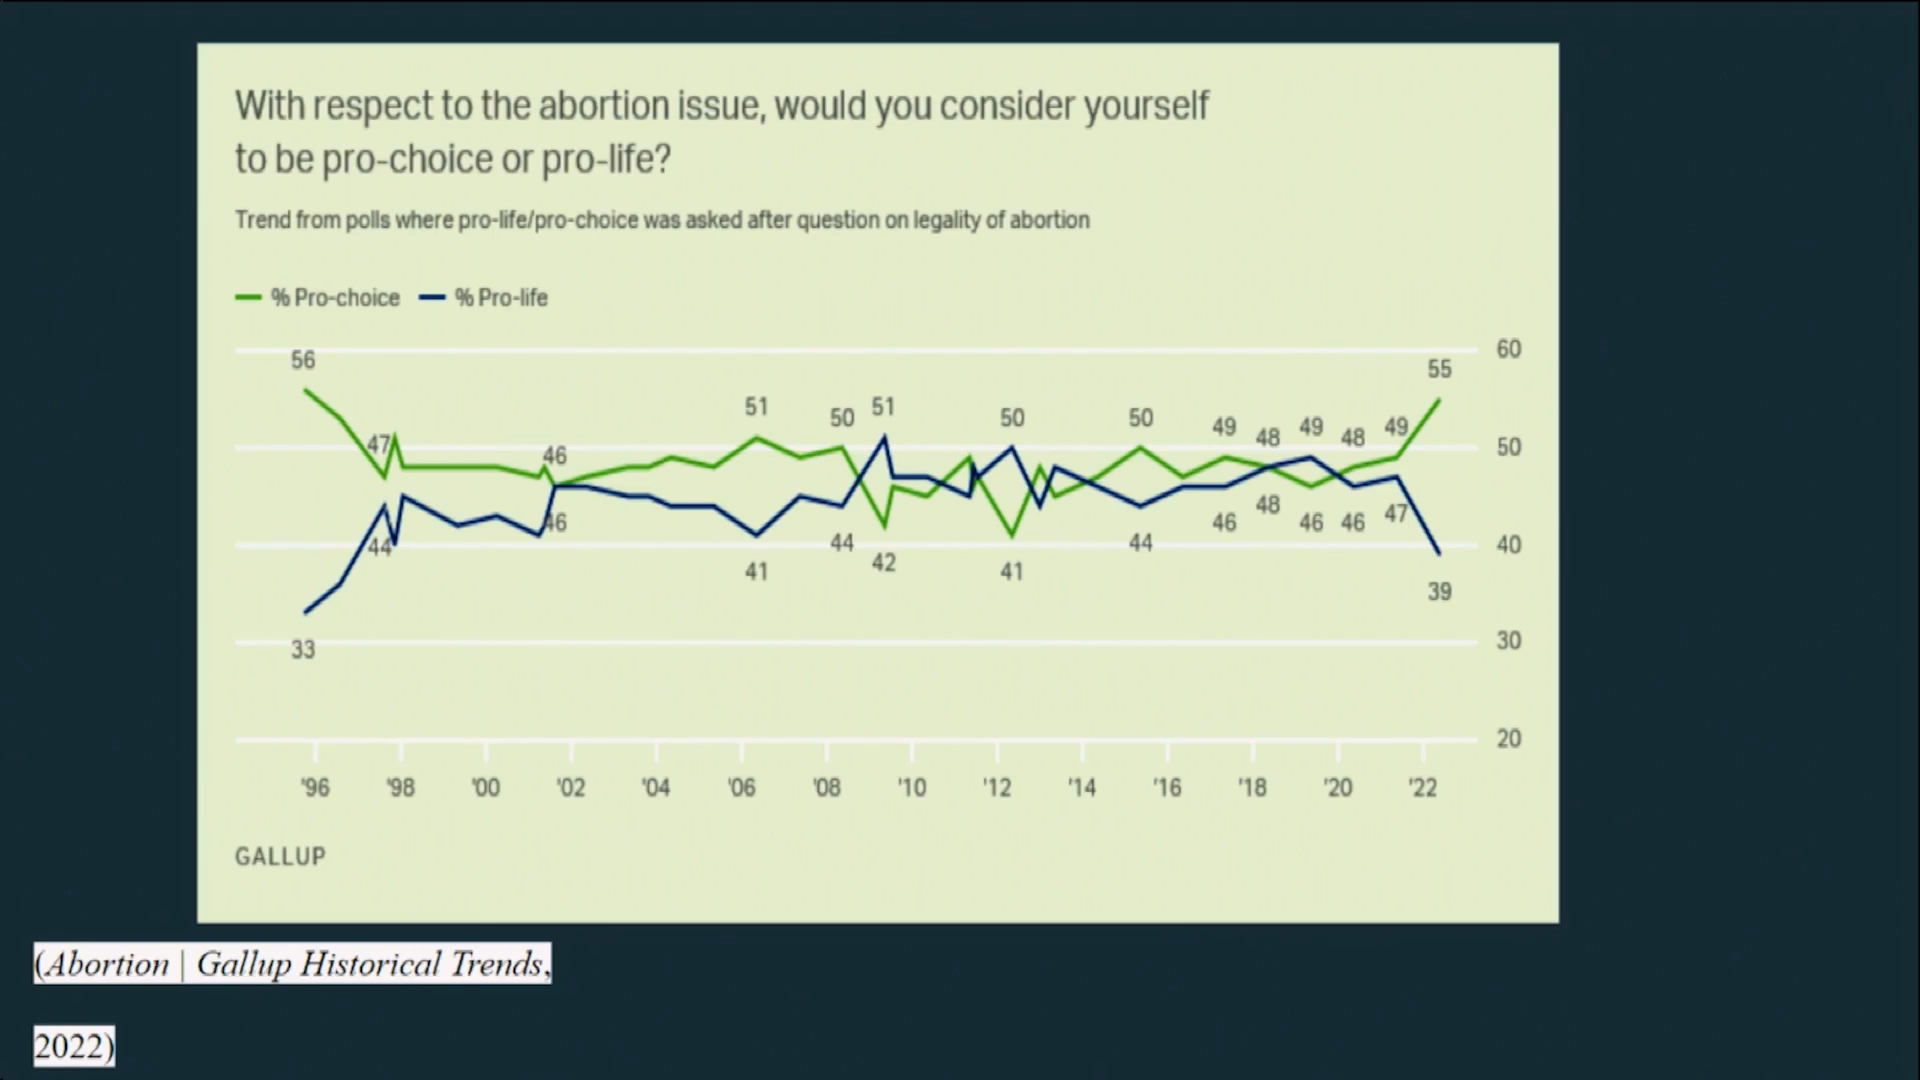 With respect to the abortion issue, would you consider yourself
to be pro-choice or pro-life?
Trend from polls where pro-life/pro-choice was asked after question on legality of abortion
% Pro-choice % Pro-life
56 47 46 51 50 51 50 50 49 48 49 48 49 55
33 44 46 41 44 42 41 44 46 48 46 46 47 39
60
50
40
30
20
'96 '98 '00 '02 '04 '06 '08 '10 '12 '14 '16 '18 '20 '22
GALLUP
(Abortion | Gallup Historical Trends,
2022)